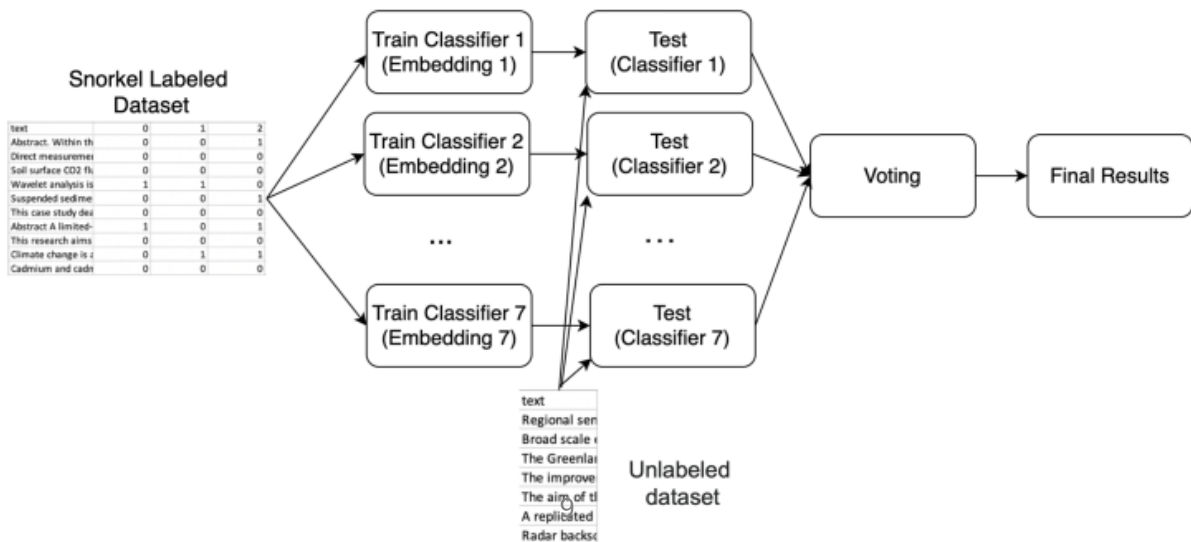 Train Classifier 1
(Embedding 1)
Test
(Classifier 1)
Snorkel Labeled
Dataset
text 0 1 2
Abstract. Within th 0 0 1
Direct measuremen 0 0 0
Soil surface CO2 flu 0 0 0
Wavelet analysis is 1 1 0
Suspended sedime 0 0 1
This case study dea 0 0 0
Abstract A limited- 1 0 1
This research aims 0 0 0
Climate change is a 0 1 1
Cadmium and cadn 0 0 0
Train Classifier 2
(Embedding 2)
Test
(Classifier 2)
Voting
Final Results
...
...
Train Classifier 7
(Embedding 7)
Test
(Classifier 7)
text
Regional sen
Broad scale
The Greenlan
The improve
The aim of th
A replicated
Radar backsc
9
Unlabeled
dataset